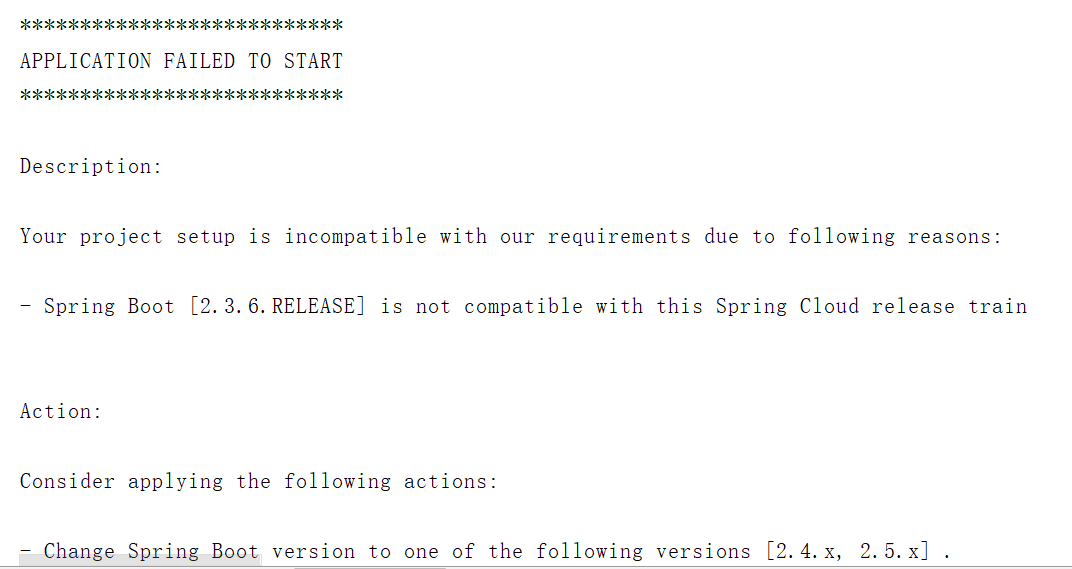 ***************************
APPLICATION FAILED TO START
***************************
Description:
Your project setup is incompatible with our requirements due to following reasons:
- Spring Boot [2.3.6.RELEASE] is not compatible with this Spring Cloud release train
Action:
Consider applying the following actions:
- Change Spring Boot version to one of the following versions [2.4.x, 2.5.x] .